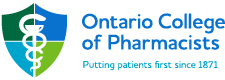 Ontario College
of Pharmacists
Putting patients first since 1871